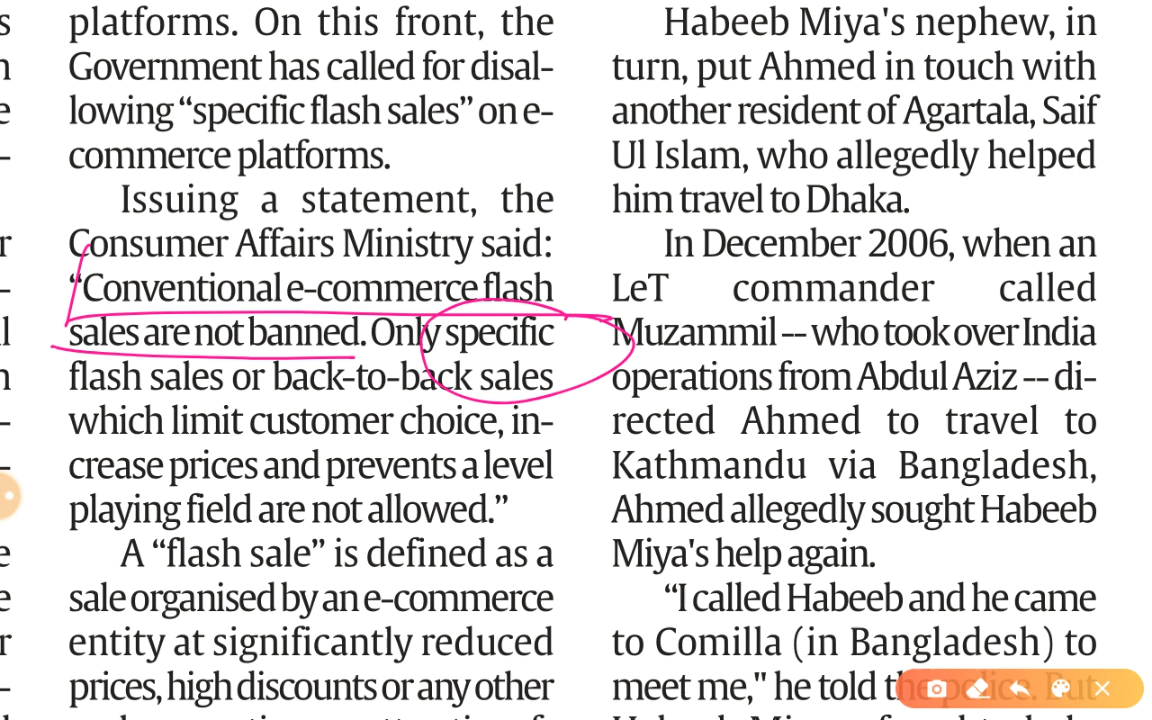 platforms. On this front, the
Government has called for disal-
lowing “specific flash sales” on e-
commerce platforms.
Issuing a statement, the
Consumer Affairs Ministry said:
“Conventional e-commerce flash
sales are not banned. Only specific
flash sales or back-to-back sales
which limit customer choice, in-
crease prices and prevents a level
playing field are not allowed.”
A “flash sale” is defined as a
sale organised by an e-commerce
entity at significantly reduced
prices, high discounts or any other
Habeeb Miya's nephew, in
turn, put Ahmed in touch with
another resident of Agartala, Saif
Ul Islam, who allegedly helped
him travel to Dhaka.
In December 2006, when an
LeT commander called
Muzammil -- who took over India
operations from Abdul Aziz -- di-
rected Ahmed to travel to
Kathmandu via Bangladesh,
Ahmed allegedly sought Habeeb
Miya's help again.
“I called Habeeb and he came
to Comilla (in Bangladesh) to
meet me," he told the police. But